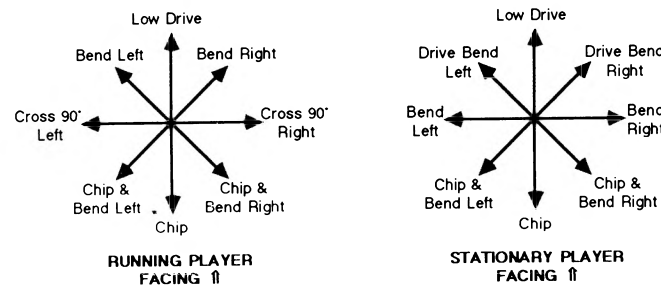 Low Drive
Bend Left
Bend Right
Cross 90°
Left
Cross 90°
Right
Chip &
Bend Left
Chip &
Bend Right
Chip
RUNNING PLAYER
FACING ⇑
Low Drive
Drive Bend
Left
Drive Bend
Right
Bend
Left
Bend
Right
Chip &
Bend Left
Chip &
Bend Right
Chip
STATIONARY PLAYER
FACING ⇑